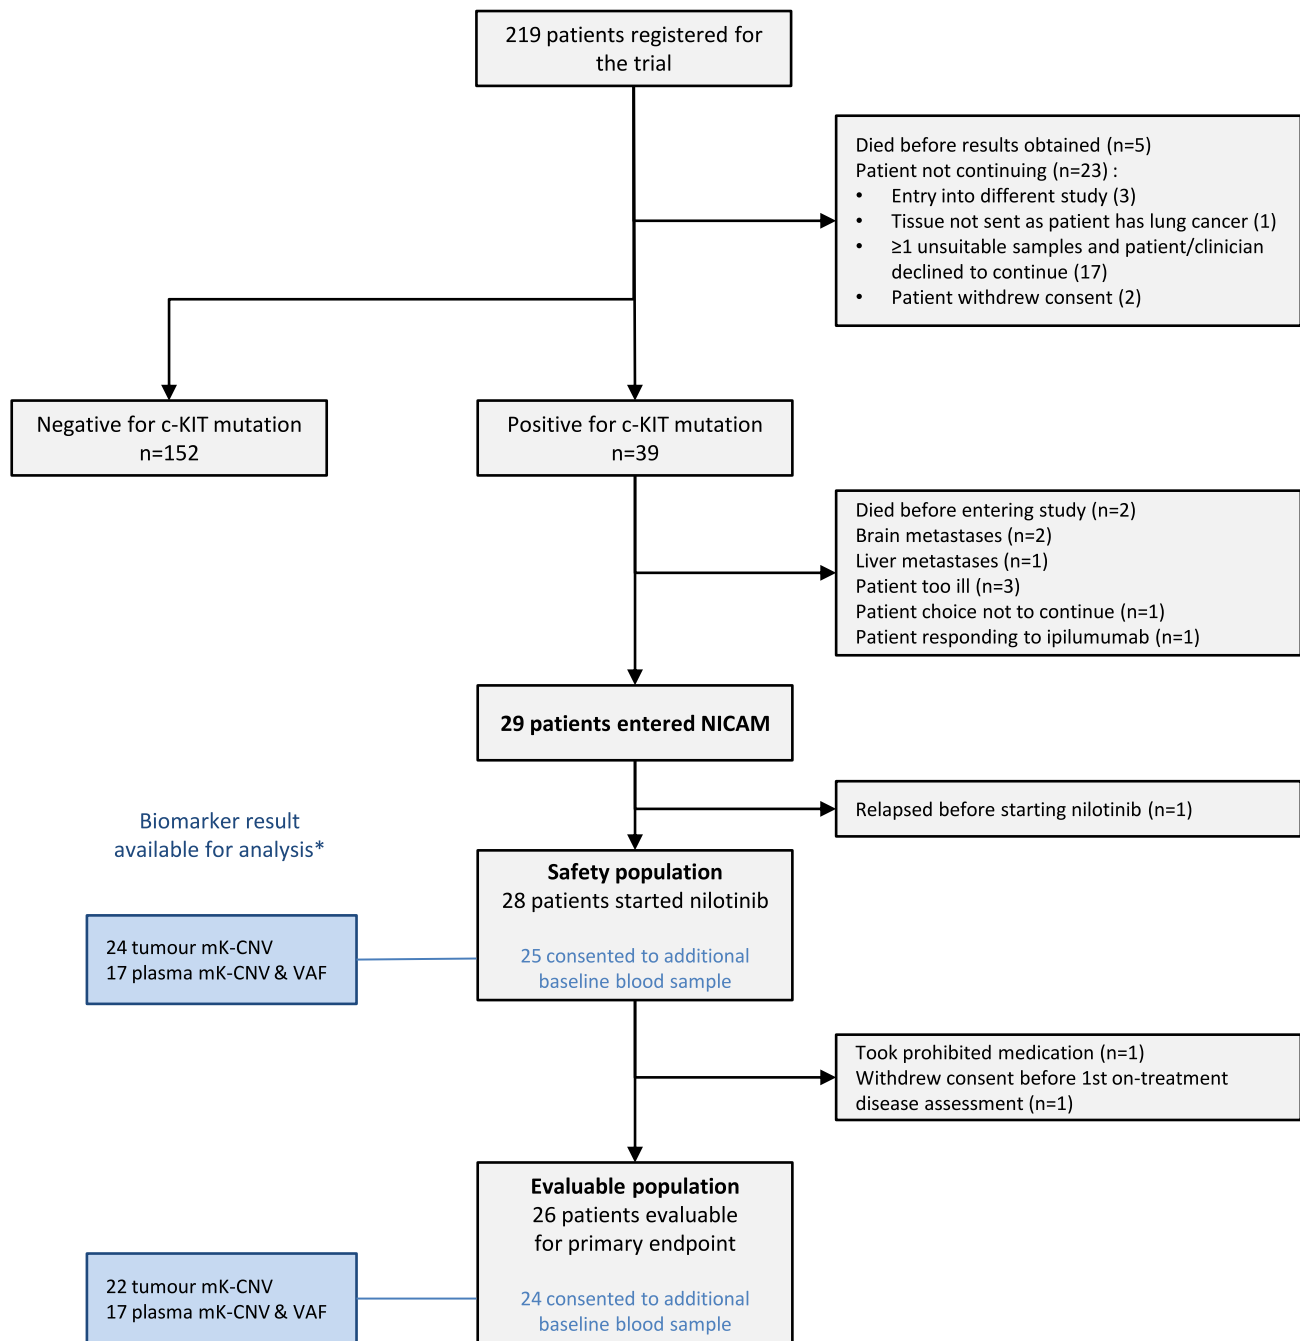 219 patients registered for
the trial
Died before results obtained (n=5)
Patient not continuing (n=23) :
• Entry into different study (3)
• Tissue not sent as patient has lung cancer (1)
• ≥1 unsuitable samples and patient/clinician
declined to continue (17)
• Patient withdrew consent (2)
Negative for c-KIT mutation
n=152
Positive for c-KIT mutation
n=39
Died before entering study (n=2)
Brain metastases (n=2)
Liver metastases (n=1)
Patient too ill (n=3)
Patient choice not to continue (n=1)
Patient responding to ipilumumab (n=1)
29 patients entered NICAM
Relapsed before starting nilotinib (n=1)
Biomarker result
available for analysis*
Safety population
28 patients started nilotinib
25 consented to additional
baseline blood sample
24 tumour mK-CNV
17 plasma mK-CNV & VAF
Took prohibited medication (n=1)
Withdrew consent before 1st on-treatment
disease assessment (n=1)
Evaluable population
26 patients evaluable
for primary endpoint
24 consented to additional
baseline blood sample
22 tumour mK-CNV
17 plasma mK-CNV & VAF